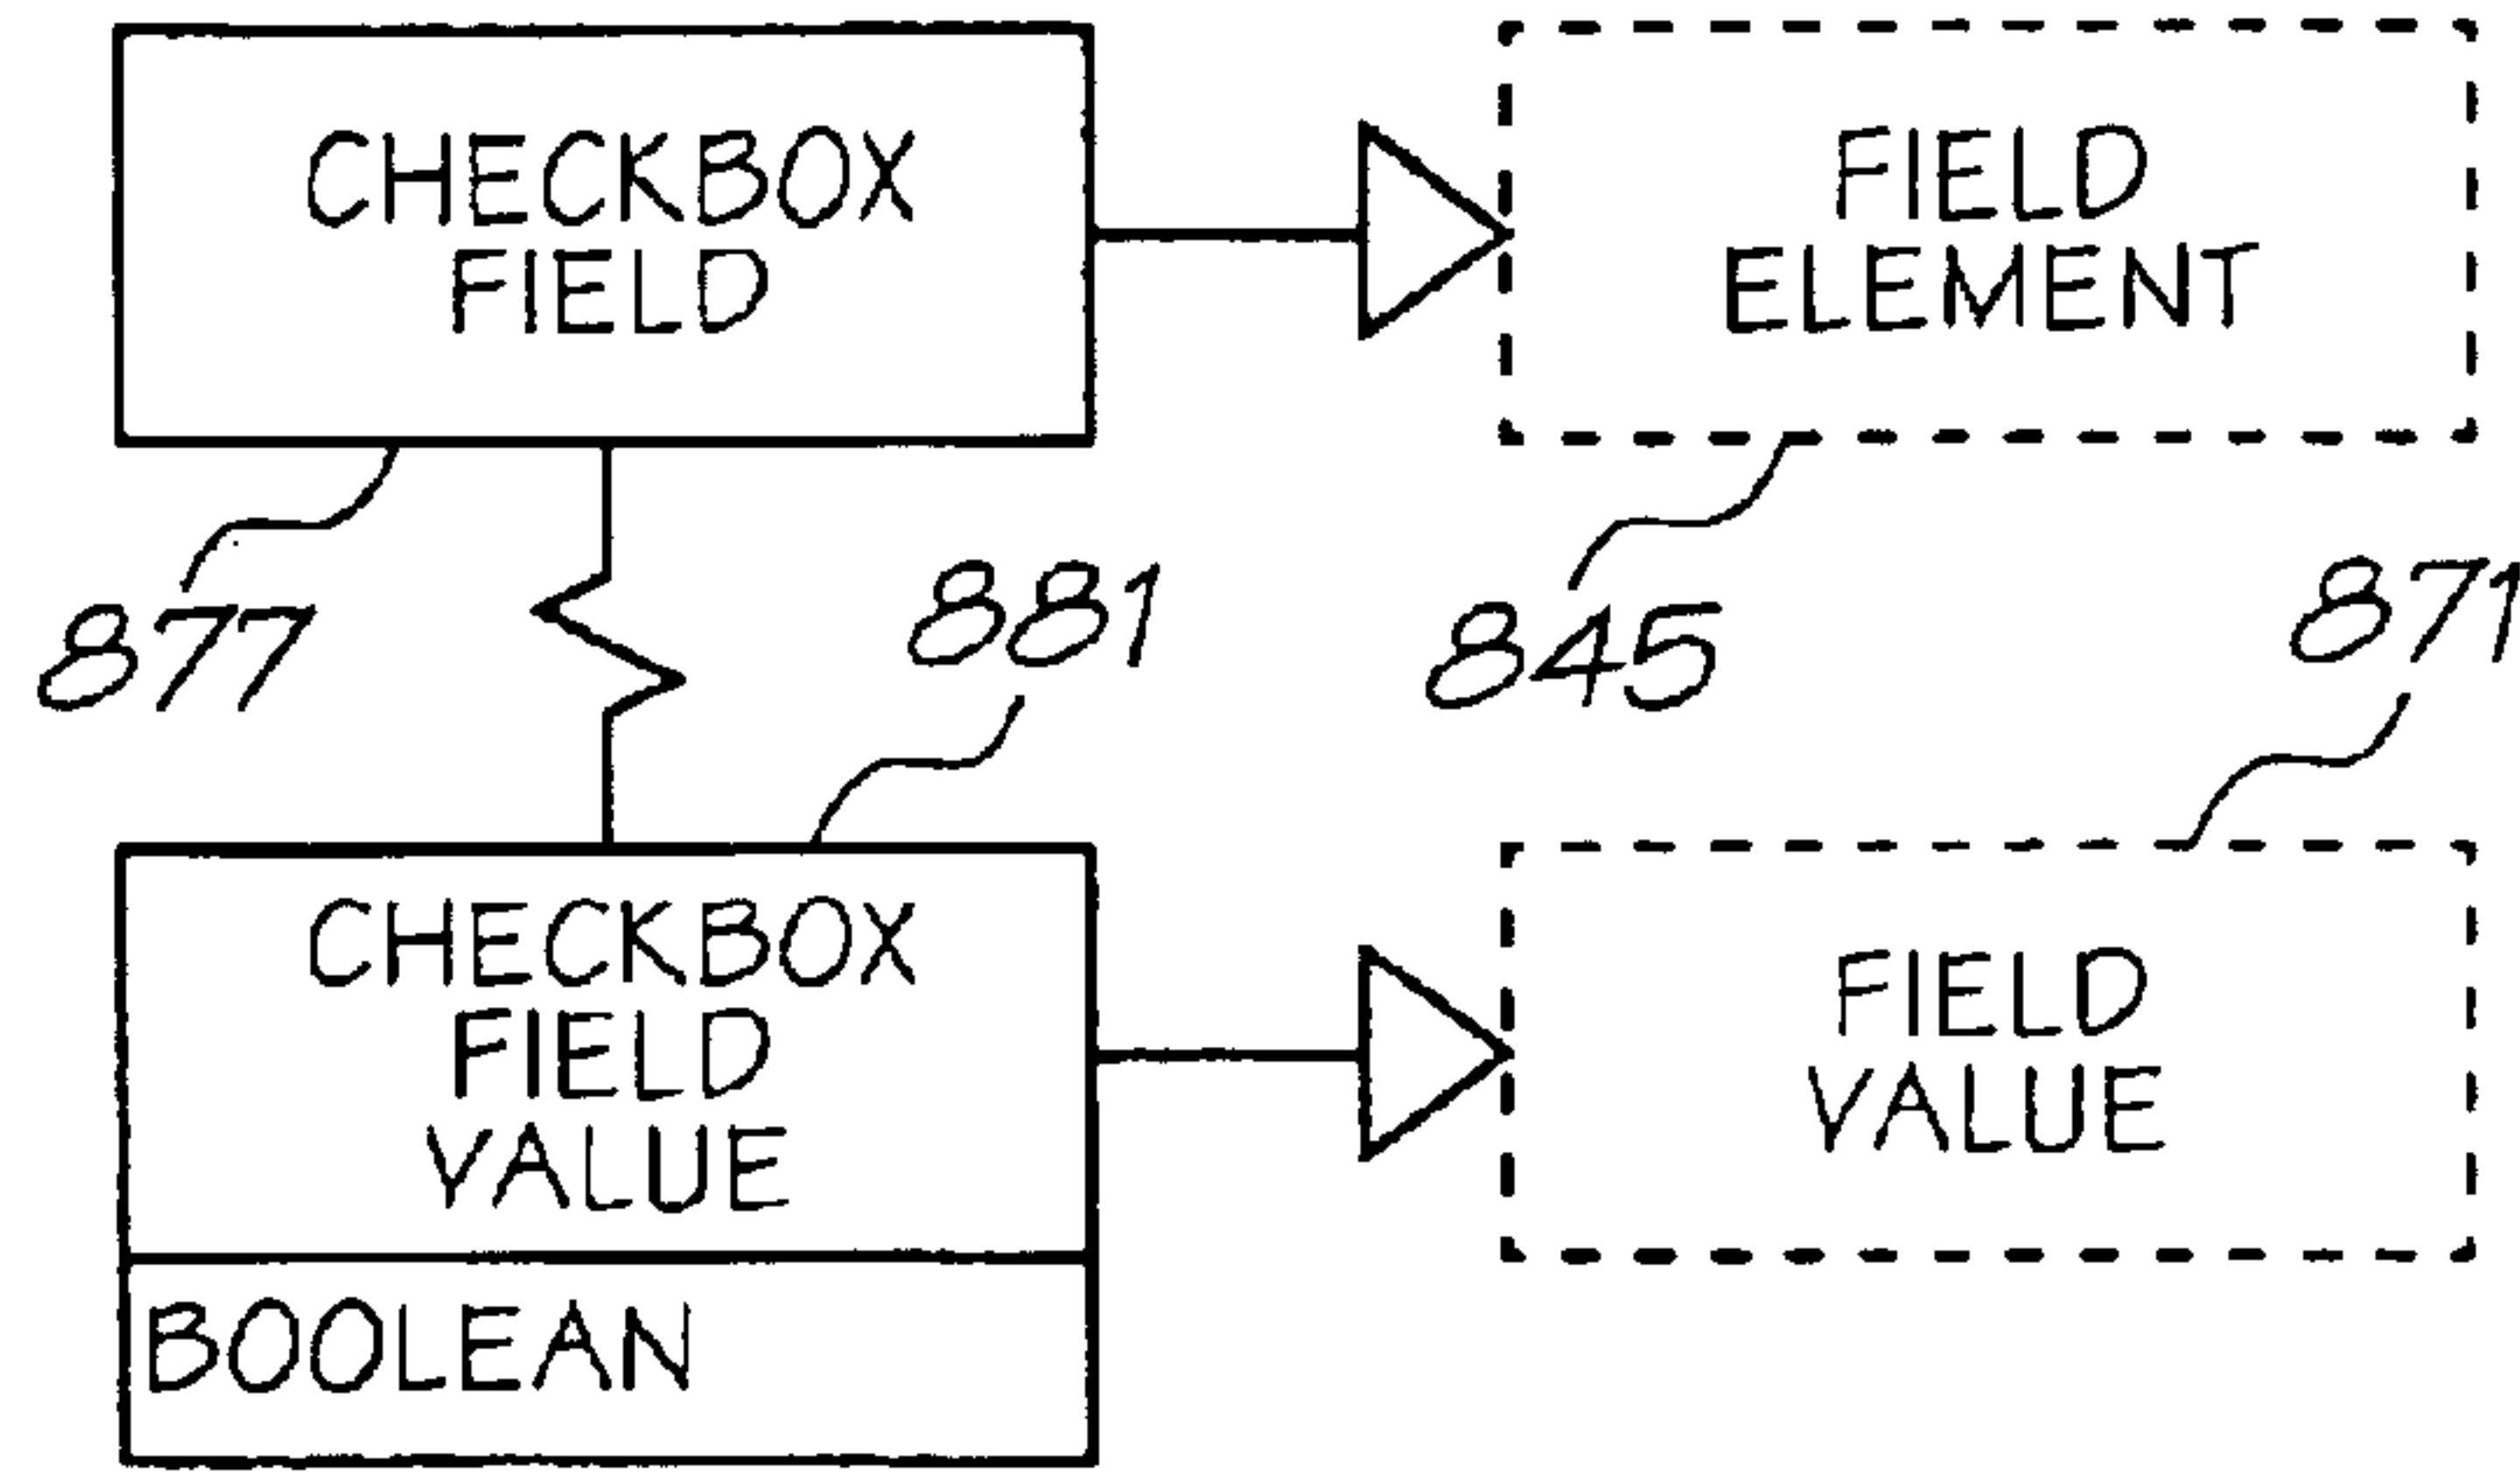 CHECKBOX
FIELD
FIELD
ELEMENT
877
881
845
871
CHECKBOX
FIELD
VALUE
FIELD
VALUE
BOOLEAN